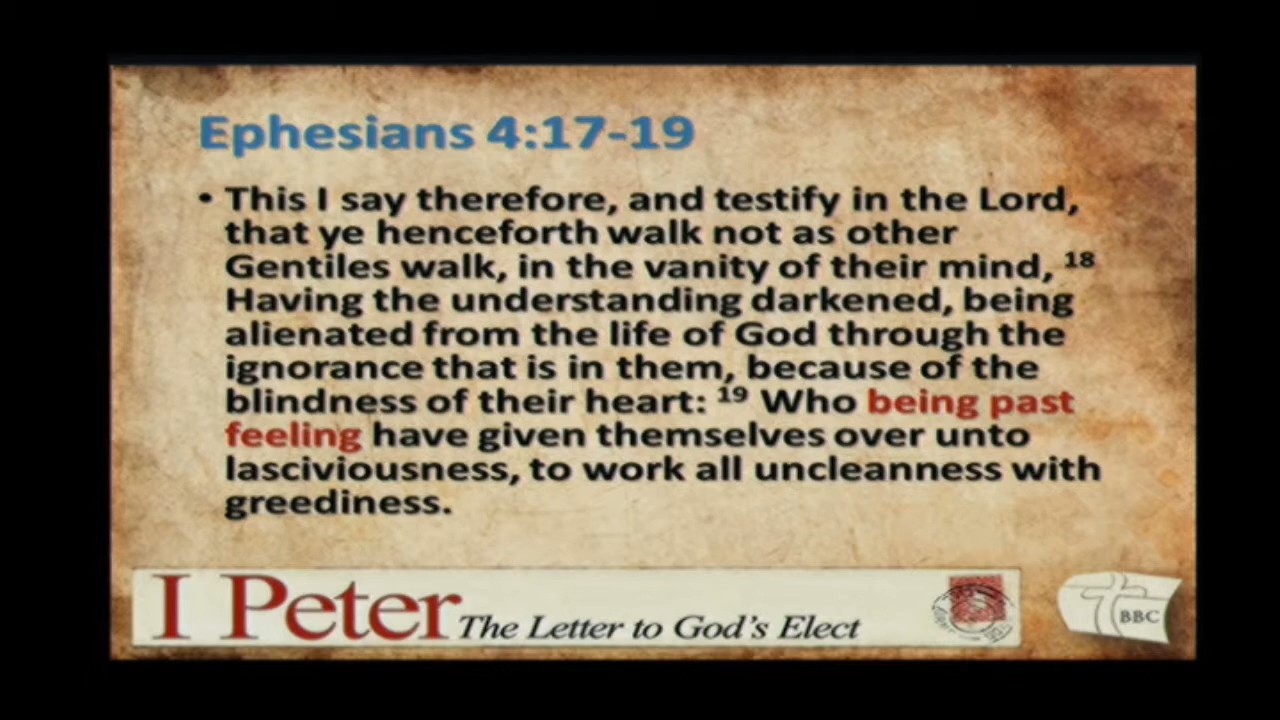 Ephesians 4:17-19
• This I say therefore, and testify in the Lord,
that ye henceforth walk not as other
Gentiles walk, in the vanity of their mind, 18
Having the understanding darkened, being
alienated from the life of God through the
ignorance that is in them, because of the
blindness of their heart: 19 Who being past
feeling have given themselves over unto
lasciviousness, to work all uncleanness with
greediness.
I Peter The Letter to God's Elect
BBC